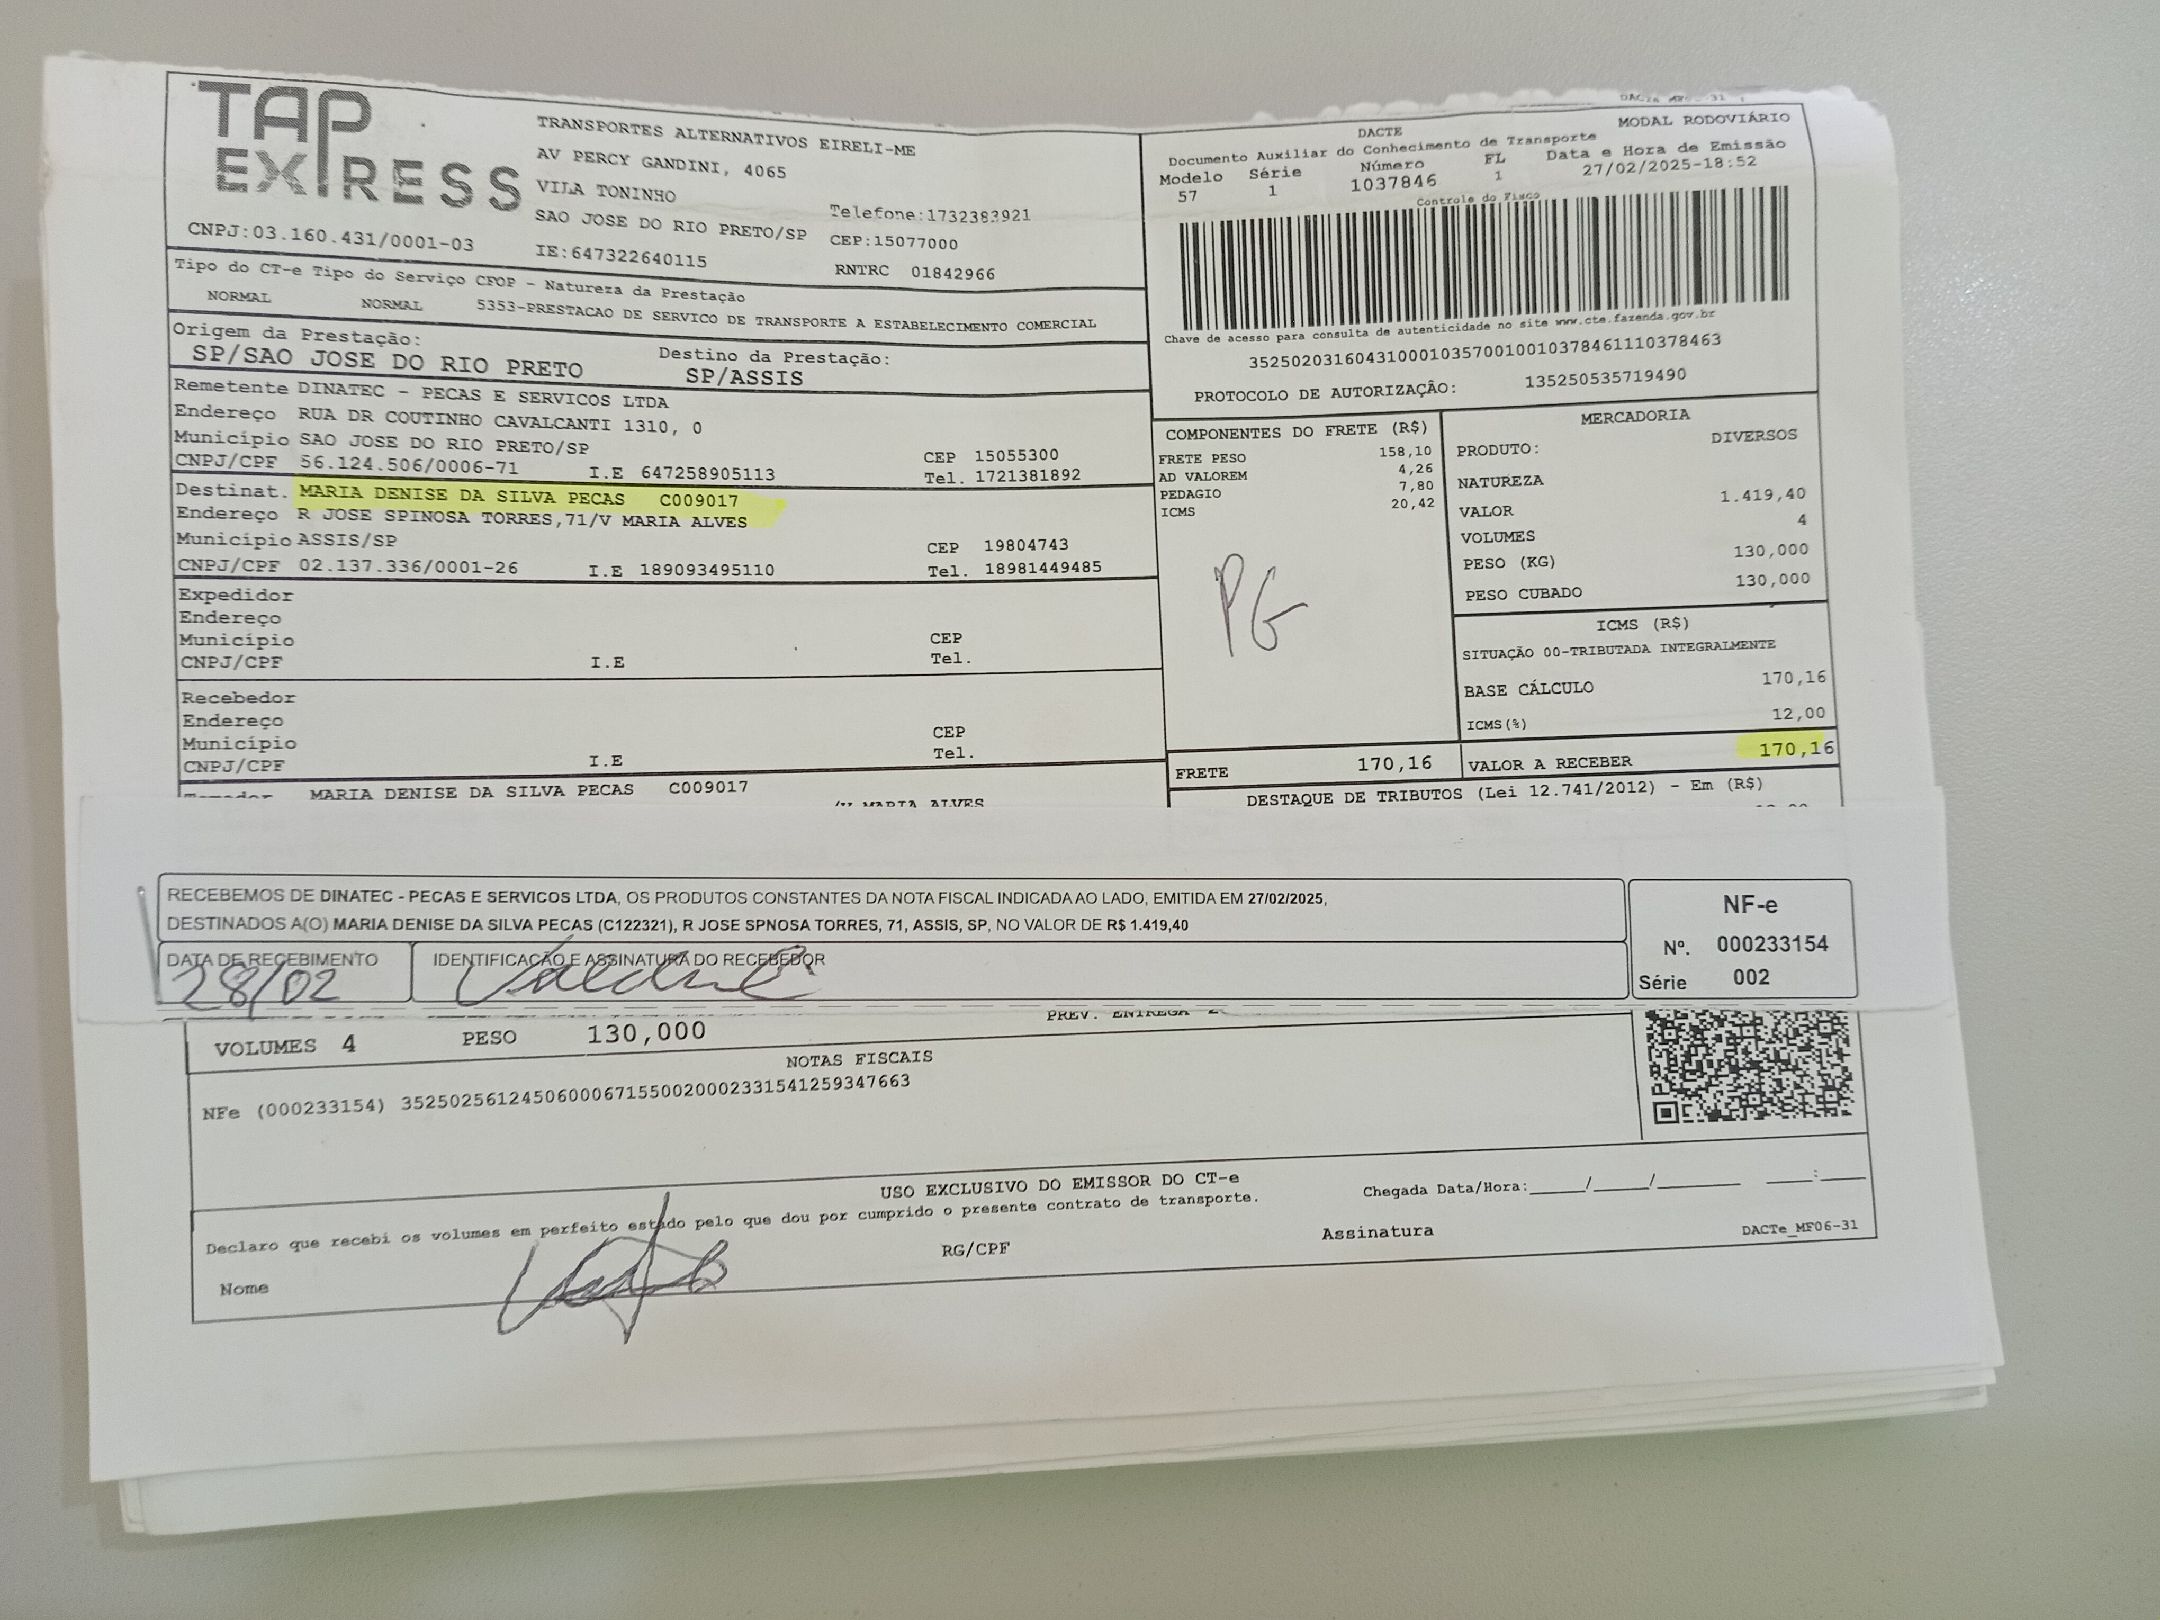 TAP EXPRESS
CNPJ:03.160.431/0001-03
TRANSPORTES ALTERNATIVOS EIRELI-ME
AV PERCY GANDINI, 4065
VILA TONINHO
SAO JOSE DO RIO PRETO/SP
IE:647322640115
Telefone:1732383921
CEP:15077000
RNTRC 01842966
MODAL RODOVIÁRIO
DACTE
Documento Auxiliar do Conhecimento de Transporte
Modelo Série Número FL Data e Hora de Emissão
57 1 1037846 1 27/02/2025-18:52
Controle do Fisco
Chave de acesso para consulta de autenticidade no site www.cte.fazenda.gov.br
35250203160431000103570010010378461110378463
PROTOCOLO DE AUTORIZAÇÃO: 135250535719490
Tipo do CT-e Tipo do Serviço CFOP - Natureza da Prestação
NORMAL NORMAL 5353-PRESTACAO DE SERVICO DE TRANSPORTE A ESTABELECIMENTO COMERCIAL
Origem da Prestação: Destino da Prestação:
SP/SAO JOSE DO RIO PRETO SP/ASSIS
Remetente DINATEC - PECAS E SERVICOS LTDA
Endereço RUA DR COUTINHO CAVALCANTI 1310, 0
Município SAO JOSE DO RIO PRETO/SP CEP 15055300
CNPJ/CPF 56.124.506/0006-71 I.E 647258905113 Tel. 1721381892
Destinat. MARIA DENISE DA SILVA PECAS C009017
Endereço R JOSE SPINOSA TORRES,71/V MARIA ALVES
Município ASSIS/SP CEP 19804743
CNPJ/CPF 02.137.336/0001-26 I.E 189093495110 Tel. 18981449485
Expedidor
Endereço
Município CEP
CNPJ/CPF I.E Tel.
Recebedor
Endereço
Município CEP
CNPJ/CPF I.E Tel.
MARIA DENISE DA SILVA PECAS C009017
COMPONENTES DO FRETE (R$)
FRETE PESO 158,10
AD VALOREM 4,26
PEDAGIO 7,80
ICMS 20,42
PG
FRETE 170,16
MERCADORIA
PRODUTO: DIVERSOS
NATUREZA
VALOR 1.419,40
VOLUMES 4
PESO (KG) 130,000
PESO CUBADO 130,000
ICMS (R$)
SITUAÇÃO 00-TRIBUTADA INTEGRALMENTE
BASE CÁLCULO 170,16
ICMS(%) 12,00
VALOR A RECEBER 170,16
DESTAQUE DE TRIBUTOS (Lei 12.741/2012) - Em (R$)
RECEBEMOS DE DINATEC - PECAS E SERVICOS LTDA, OS PRODUTOS CONSTANTES DA NOTA FISCAL INDICADA AO LADO, EMITIDA EM 27/02/2025,
DESTINADOS A(O) MARIA DENISE DA SILVA PECAS (C122321), R JOSE SPNOSA TORRES, 71, ASSIS, SP, NO VALOR DE R$ 1.419,40
DATA DE RECEBIMENTO IDENTIFICAÇÃO E ASSINATURA DO RECEBEDOR
28/02
NF-e
Nº. 000233154
Série 002
PREV. ENTREGA
VOLUMES 4 PESO 130,000
NOTAS FISCAIS
NFe (000233154) 35250256124506000671550020002331541259347663
USO EXCLUSIVO DO EMISSOR DO CT-e
Declaro que recebi os volumes em perfeito estado pelo que dou por cumprido o presente contrato de transporte.
Chegada Data/Hora:_____/_____/________ ____:____
Nome RG/CPF Assinatura DACTe_MF06-31